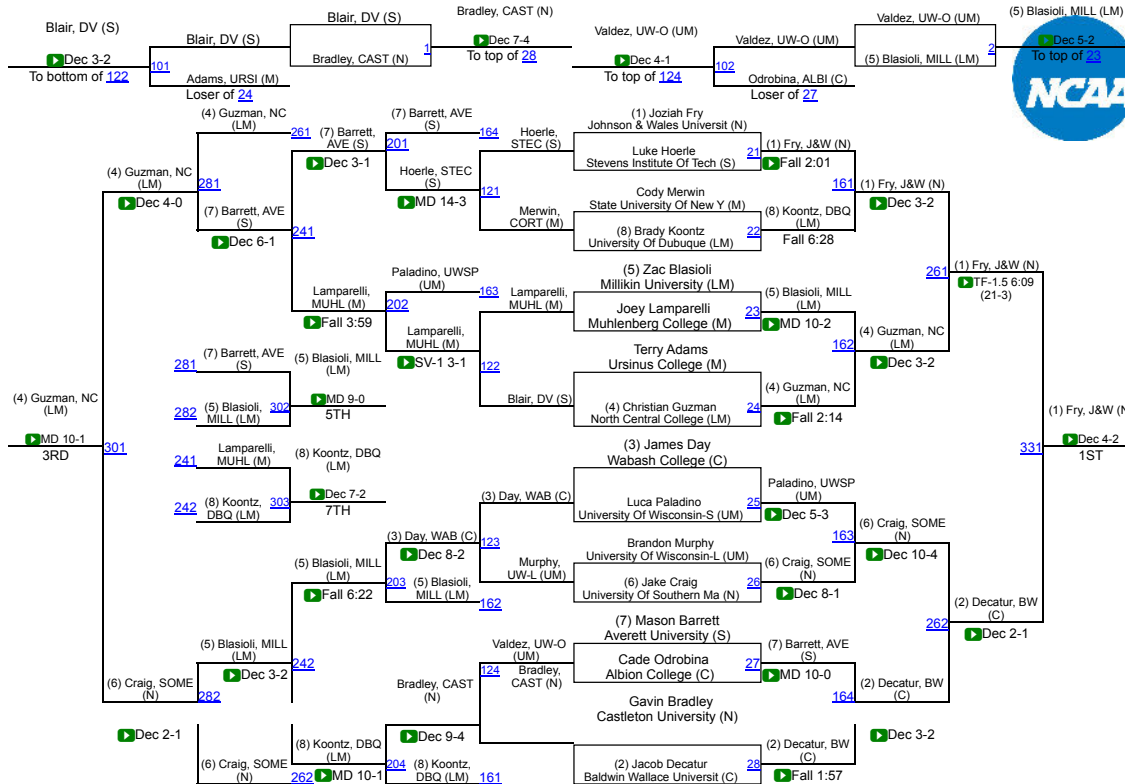 Blair, DV (S)
Dec 3-2
To bottom of 122
Blair, DV (S)
101
Adams, URSI (M)
Loser of 24
Blair, DV (S)
Bradley, CAST (N)
1
Bradley, CAST (N)
Dec 7-4
To top of 28
Valdez, UW-O (UM)
Dec 4-1
To top of 124
Valdez, UW-O (UM)
102
Odrobina, ALBI (C)
Loser of 27
Valdez, UW-O (UM)
(5) Blasioli, MILL (LM)
2
(5) Blasioli, MILL (LM)
Dec 5-2
To top of 23
NCAA
(4) Guzman, NC
(LM)
261
(7) Barrett,
AVE (S)
Dec 3-1
(7) Barrett, AVE
(S)
164
201
Hoerle, STEC
(S)
MD 14-3
Hoerle,
STEC (S)
121
Merwin,
CORT (M)
(1) Joziah Fry
Johnson & Wales Universit (N)
Luke Hoerle
Stevens Institute Of Tech (S)
21
(1) Fry, J&W (N)
Fall 2:01
Cody Merwin
State University Of New Y (M)
(8) Brady Koontz
University Of Dubuque (LM)
22
(8) Koontz, DBQ
(LM)
Fall 6:28
161
(1) Fry, J&W (N)
Dec 3-2
(4) Guzman, NC
(LM)
Dec 4-0
281
(7) Barrett, AVE
(S)
Dec 6-1
241
Lamparelli,
MUHL (M)
Fall 3:59
Paladino, UWSP
(UM)
163
202
Lamparelli,
MUHL (M)
SV-1 3-1
Lamparelli,
MUHL (M)
122
Blair, DV (S)
(5) Zac Blasioli
Millikin University (LM)
Joey Lamparelli
Muhlenberg College (M)
23
(5) Blasioli, MILL
(LM)
MD 10-2
Terry Adams
Ursinus College (M)
(4) Christian Guzman
North Central College (LM)
24
(4) Guzman, NC
(LM)
Fall 2:14
162
(4) Guzman, NC
(LM)
Dec 3-2
261
(1) Fry, J&W (N)
TF-1.5 6:09
(21-3)
281
(7) Barrett, AVE
(S)
282
(5) Blasioli,
MILL (LM)
302
(5) Blasioli, MILL
(LM)
MD 9-0
5TH
241
Lamparelli,
MUHL (M)
242
(8) Koontz,
DBQ (LM)
303
(8) Koontz, DBQ
(LM)
Dec 7-2
7TH
(4) Guzman, NC
(LM)
MD 10-1
3RD
301
331
(1) Fry, J&W (N
Dec 4-2
1ST
(3) James Day
Wabash College (C)
Luca Paladino
University Of Wisconsin-S (UM)
25
Paladino, UWSP
(UM)
Dec 5-3
Brandon Murphy
University Of Wisconsin-L (UM)
(6) Jake Craig
University Of Southern Ma (N)
26
(6) Craig, SOME
(N)
Dec 8-1
163
(6) Craig, SOME
(N)
Dec 10-4
(3) Day, WAB (C)
123
Murphy,
UW-L (UM)
(3) Day, WAB (C)
Dec 8-2
203
(5) Blasioli,
MILL (LM)
162
(5) Blasioli, MILL
(LM)
Fall 6:22
(5) Blasioli, MILL
(LM)
Dec 3-2
242
(6) Craig, SOME
(N)
Dec 2-1
282
(6) Craig, SOME
(N)
262
(8) Koontz, DBQ
(LM)
MD 10-1
Bradley, CAST
(N)
Dec 9-4
204
(8) Koontz,
DBQ (LM)
161
Valdez, UW-O
(UM)
124
Bradley,
CAST (N)
(7) Mason Barrett
Averett University (S)
Cade Odrobina
Albion College (C)
27
(7) Barrett, AVE
(S)
MD 10-0
Gavin Bradley
Castleton University (N)
(2) Jacob Decatur
Baldwin Wallace Universit (C)
28
(2) Decatur, BW
(C)
Fall 1:57
164
(2) Decatur, BW
(C)
Dec 3-2
262
(2) Decatur, BW
(C)
Dec 2-1